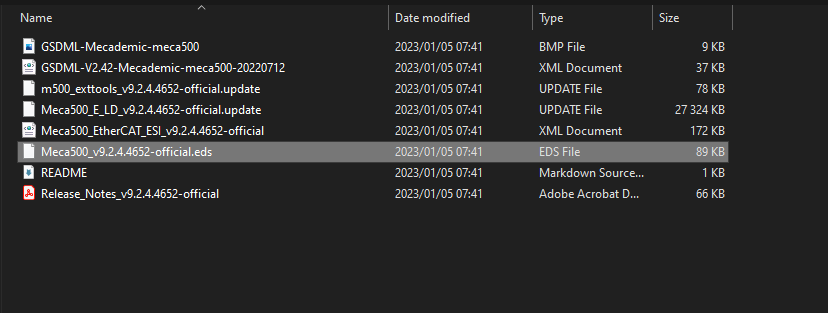 Name Date modified Type Size
GSDML-Mecademic-meca500 2023/01/05 07:41 BMP File 9 KB
GSDML-V2.42-Mecademic-meca500-20220712 2023/01/05 07:41 XML Document 37 KB
m500_exttools_v9.2.4.4652-official.update 2023/01/05 07:41 UPDATE File 78 KB
Meca500_E_LD_v9.2.4.4652-official.update 2023/01/05 07:41 UPDATE File 27 324 KB
Meca500_EtherCAT_ESI_v9.2.4.4652-official 2023/01/05 07:41 XML Document 172 KB
Meca500_v9.2.4.4652-official.eds 2023/01/05 07:41 EDS File 89 KB
README 2023/01/05 07:41 Markdown Source... 1 KB
Release_Notes_v9.2.4.4652-official 2023/01/05 07:41 Adobe Acrobat D... 66 KB